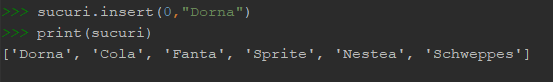 >>> sucuri.insert(0,"Dorna")
>>> print(sucuri)
['Dorna', 'Cola', 'Fanta', 'Sprite', 'Nestea', 'Schweppes']